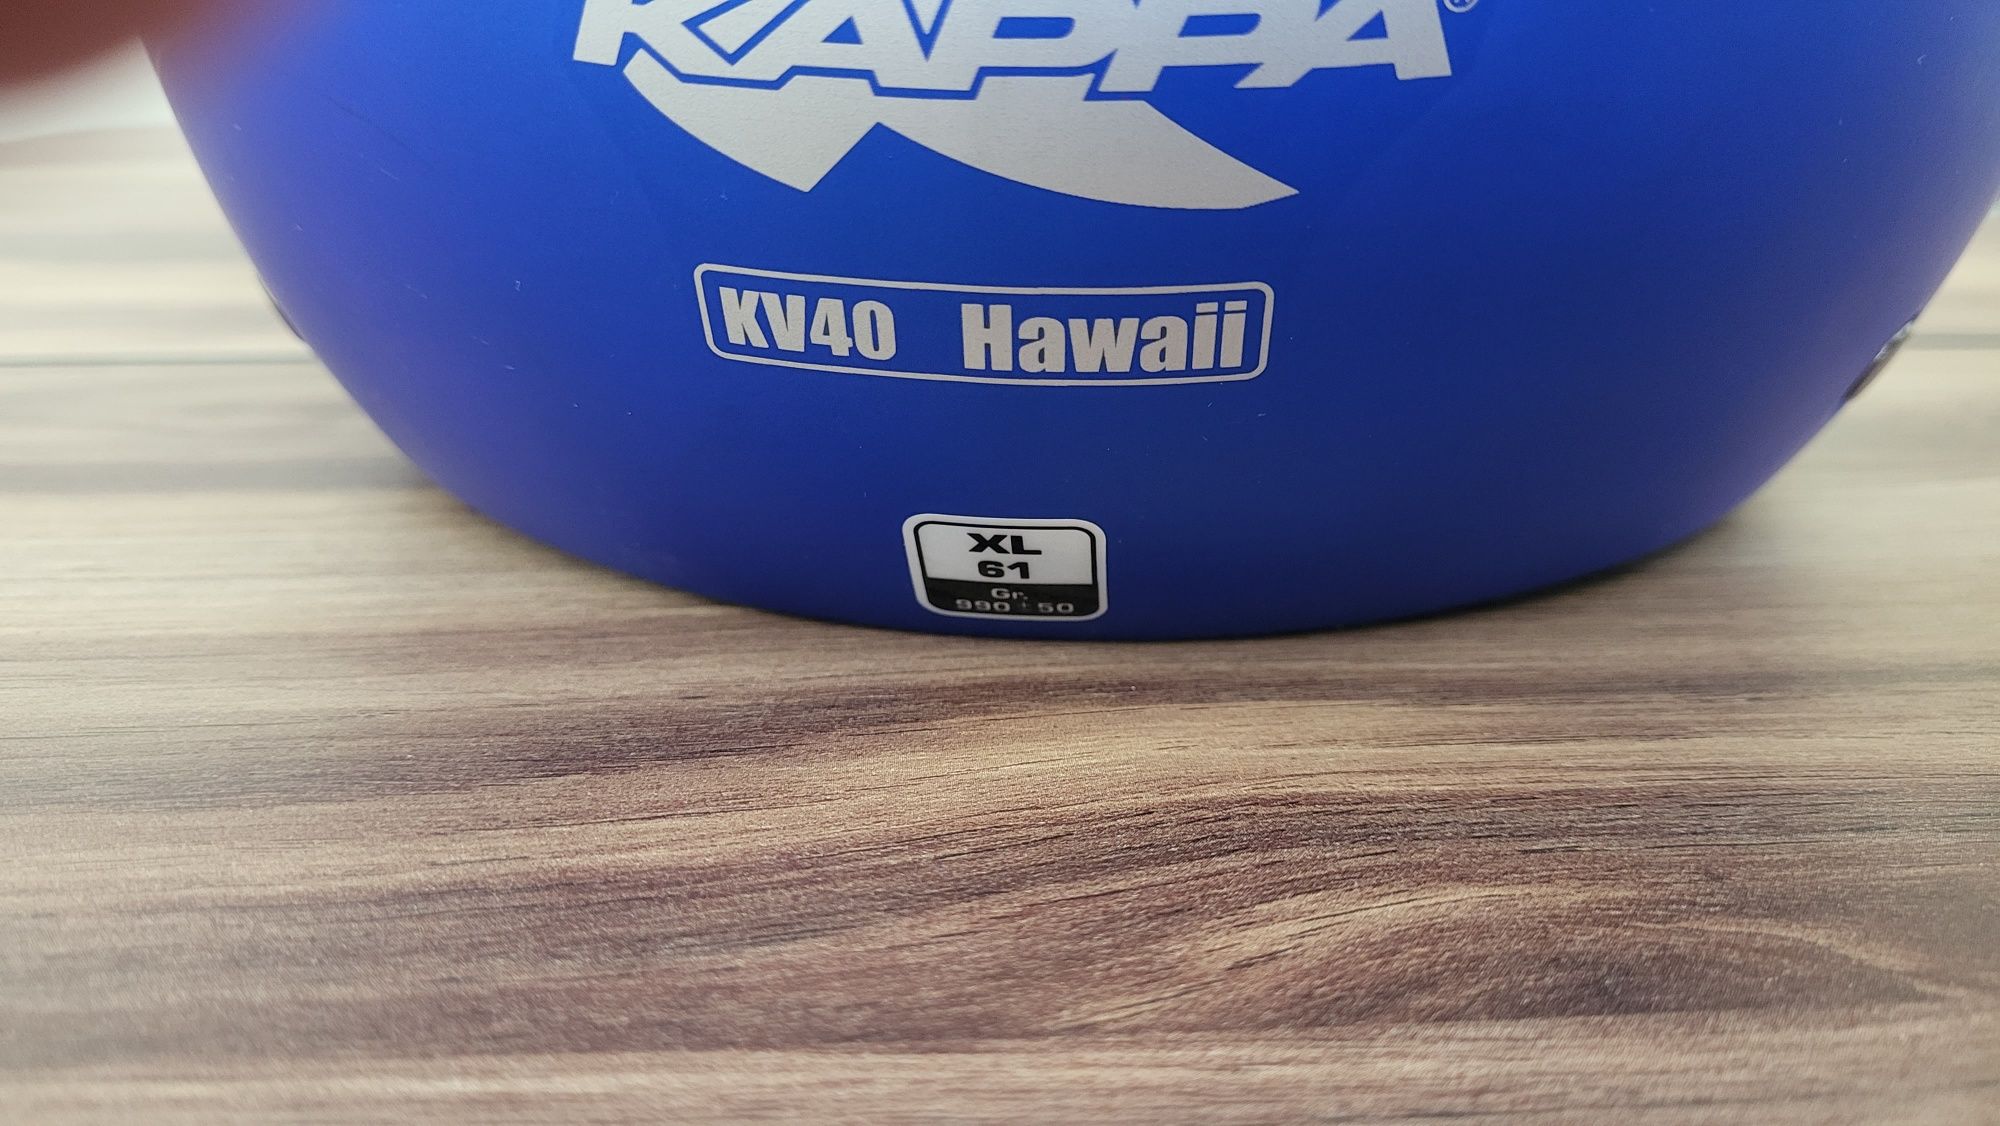 KAPPA®
KV40 Hawaii
XL
61
Gr.
990±50